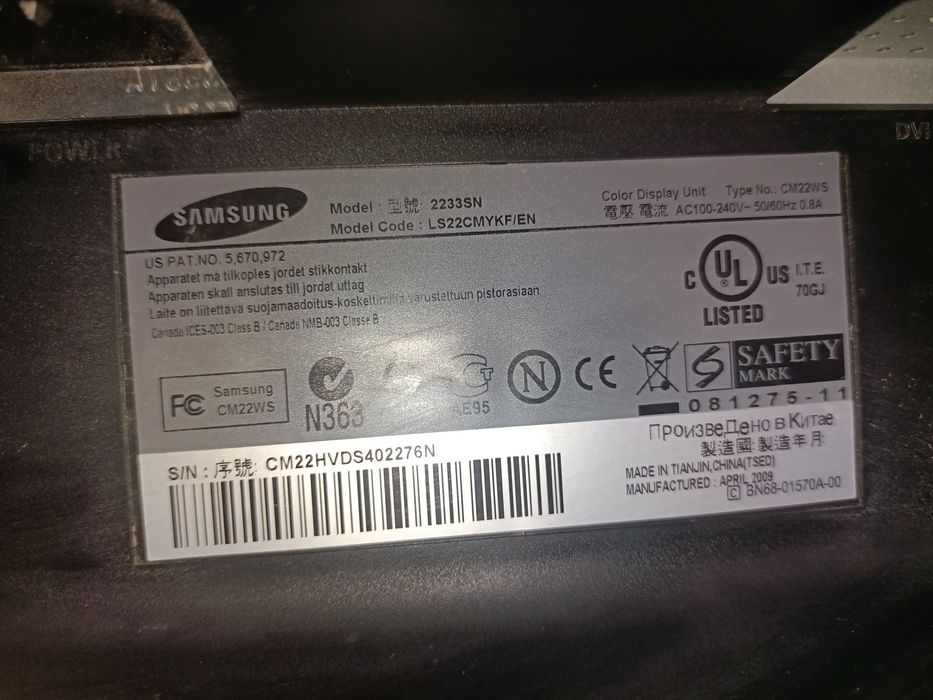 POWER
DVI
SAMSUNG
Model : 型號: 2233SN
Model Code : LS22CMYKF/EN
Color Display Unit Type No.: CM22WS
電壓 電流 AC100-240V~ 50/60Hz 0.8A
US PAT.NO. 5,670,972
Apparatet må tilkoples jordet stikkontakt
Apparaten skall anslutas till jordat uttag
Laite on liitettävä suojamaadoitus-koskettimilla varustettuun pistorasiaan
Canada ICES-003 Class B / Canada NMB-003 Classe B
C UL ® US I.T.E.
70GJ
LISTED
FC Samsung
CM22WS
N363
AE95
N
CE
S SAFETY
MARK
081275-11
Произведено в Китае
製造國: 製造年月:
MADE IN TIANJIN,CHINA(TSED)
MANUFACTURED : APRIL 2009
C BN68-01570A-00
S/N : 序號: CM22HVDS402276N